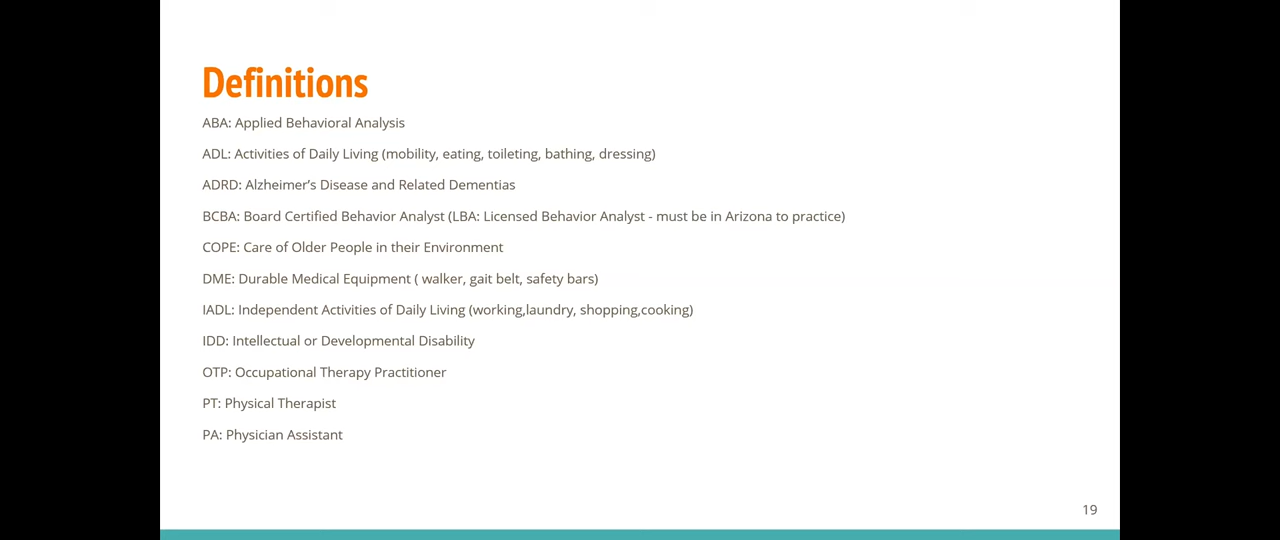 Definitions
ABA: Applied Behavioral Analysis
ADL: Activities of Daily Living (mobility, eating, toileting, bathing, dressing)
ADRD: Alzheimer’s Disease and Related Dementias
BCBA: Board Certified Behavior Analyst (LBA: Licensed Behavior Analyst - must be in Arizona to practice)
COPE: Care of Older People in their Environment
DME: Durable Medical Equipment ( walker, gait belt, safety bars)
IADL: Independent Activities of Daily Living (working,laundry, shopping,cooking)
IDD: Intellectual or Developmental Disability
OTP: Occupational Therapy Practitioner
PT: Physical Therapist
PA: Physician Assistant
19